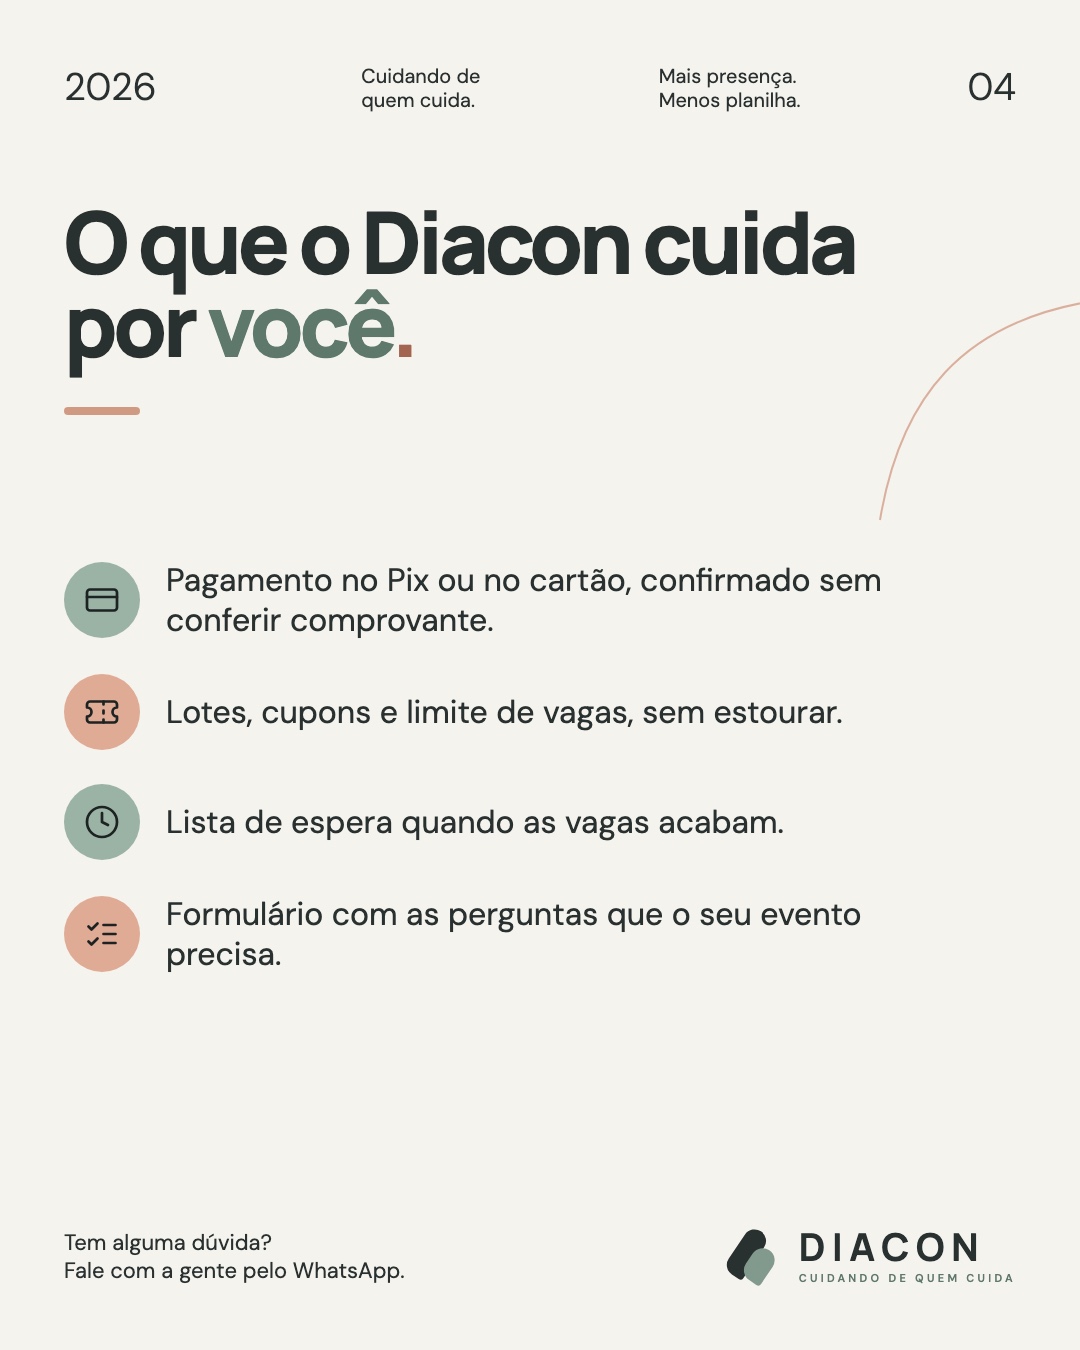 2026
Cuidando de
quem cuida.
Mais presença.
Menos planilha.
04
O que o Diacon cuida
por você.
Pagamento no Pix ou no cartão, confirmado sem
conferir comprovante.
Lotes, cupons e limite de vagas, sem estourar.
Lista de espera quando as vagas acabam.
Formulário com as perguntas que o seu evento
precisa.
Tem alguma dúvida?
Fale com a gente pelo WhatsApp.
DIACON
CUIDANDO DE QUEM CUIDA